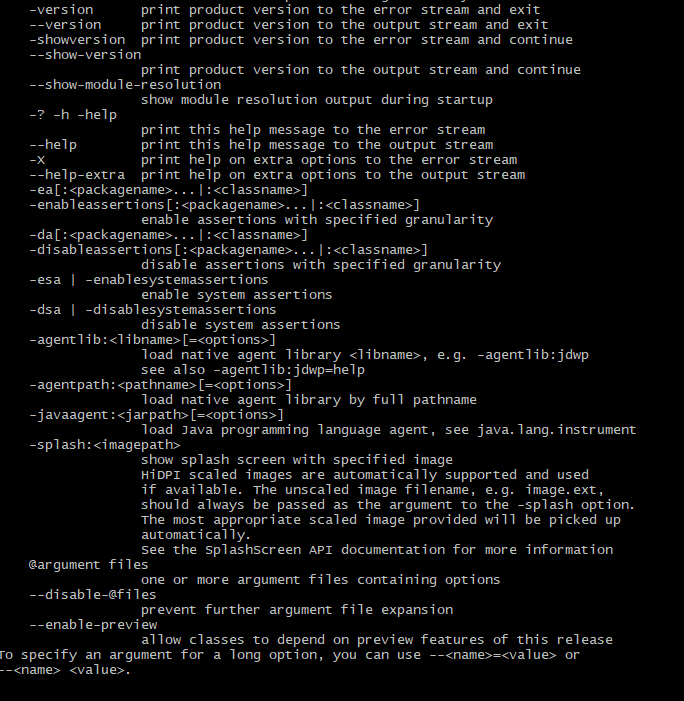 -version      print product version to the error stream and exit
--version     print product version to the output stream and exit
-showversion  print product version to the error stream and continue
--show-version
print product version to the output stream and continue
--show-module-resolution
show module resolution output during startup
-? -h -help
print this help message to the error stream
--help        print this help message to the output stream
-X            print help on extra options to the error stream
--help-extra  print help on extra options to the output stream
-ea[:<packagename>...|:<classname>]
-enableassertions[:<packagename>...|:<classname>]
enable assertions with specified granularity
-da[:<packagename>...|:<classname>]
-disableassertions[:<packagename>...|:<classname>]
disable assertions with specified granularity
-esa | -enablesystemassertions
enable system assertions
-dsa | -disablesystemassertions
disable system assertions
-agentlib:<libname>[=<options>]
load native agent library <libname>, e.g. -agentlib:jdwp
see also -agentlib:jdwp=help
-agentpath:<pathname>[=<options>]
load native agent library by full pathname
-javaagent:<jarpath>[=<options>]
load Java programming language agent, see java.lang.instrument
-splash:<imagepath>
show splash screen with specified image
HiDPI scaled images are automatically supported and used
if available. The unscaled image filename, e.g. image.ext,
should always be passed as the argument to the -splash option.
The most appropriate scaled image provided will be picked up
automatically.
See the SplashScreen API documentation for more information
@argument files
one or more argument files containing options
--disable-@files
prevent further argument file expansion
--enable-preview
allow classes to depend on preview features of this release
To specify an argument for a long option, you can use --<name>=<value> or
--<name> <value>.